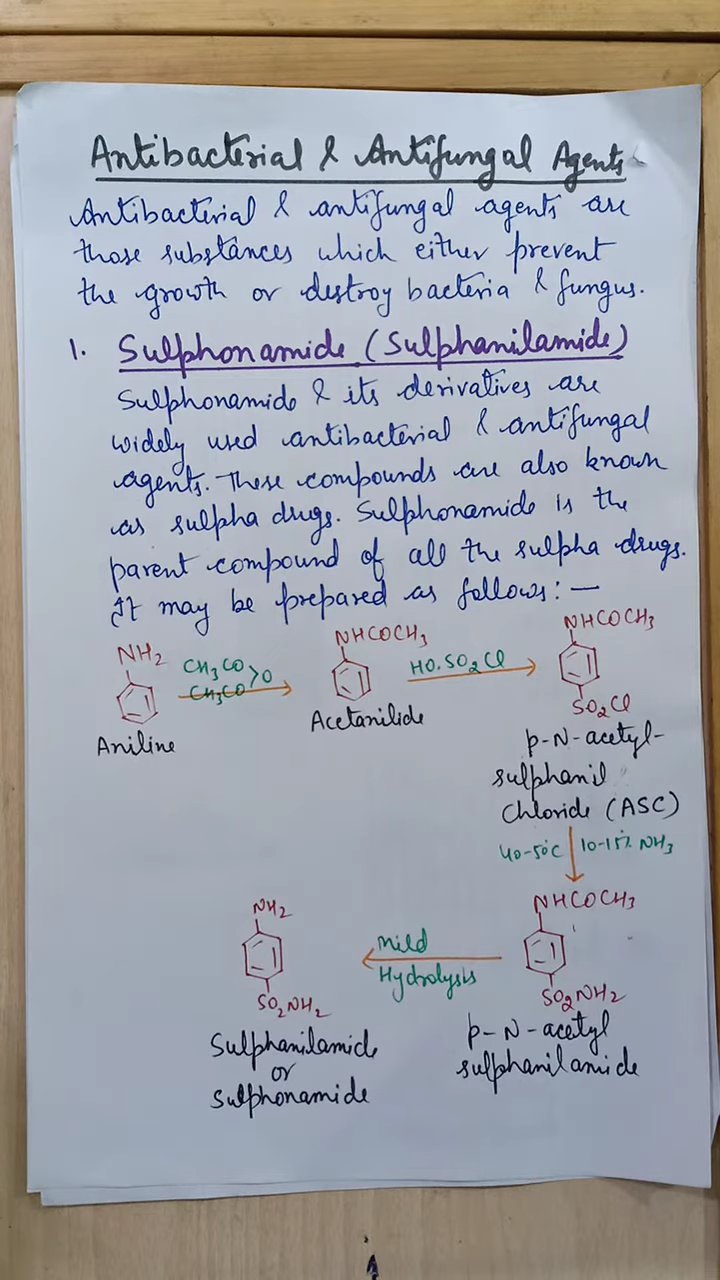 Antibacterial & Antifungal Agents
Antibacterial & antifungal agents are
those substances which either prevent
the growth or destroy bacteria & fungus.
1. Sulphonamide (Sulphanilamide)
Sulphonamide & its derivatives are
widely used antibacterial & antifungal
agents. These compounds are also known
as sulpha drugs. Sulphonamide is the
parent compound of all the sulpha drugs.
It may be prepared as follows: —
NH2
CH3CO
CH3CO>O
Aniline
NHCOCH3
Acetanilide
HO.SO2Cl
NHCOCH3
SO2Cl
p-N-acetyl-
sulphanil
Chloride (ASC)
40-50°C 10-15% NH3
NHCOCH3
SO2NH2
p-N-acetyl
sulphanilamide
Mild
Hydrolysis
NH2
SO2NH2
Sulphanilamide
or
Sulphonamide